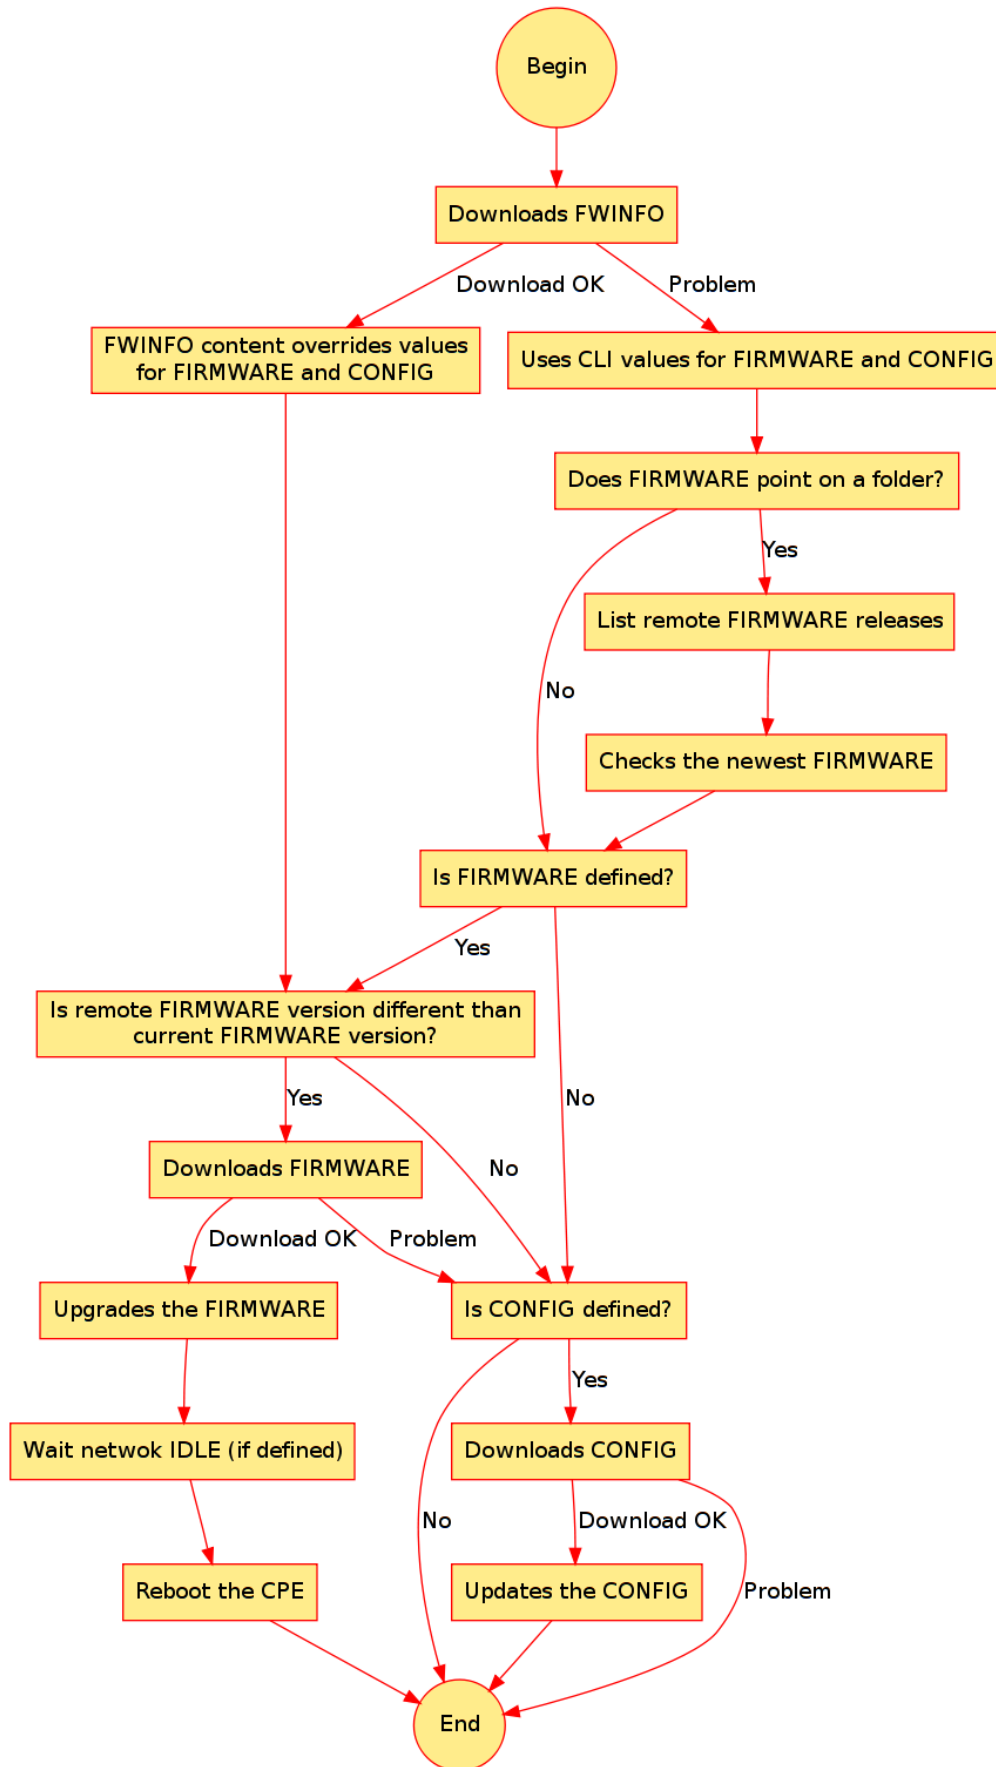 Begin
Downloads FWINFO
Download OK
Problem
FWINFO content overrides values
for FIRMWARE and CONFIG
Uses CLI values for FIRMWARE and CONFIG
Does FIRMWARE point on a folder?
Yes
List remote FIRMWARE releases
No
Checks the newest FIRMWARE
Is FIRMWARE defined?
Yes
Is remote FIRMWARE version different than
current FIRMWARE version?
Yes
No
Downloads FIRMWARE
No
Download OK
Problem
Upgrades the FIRMWARE
Is CONFIG defined?
Yes
Wait netwok IDLE (if defined)
Downloads CONFIG
No
Download OK
Reboot the CPE
Updates the CONFIG
Problem
End